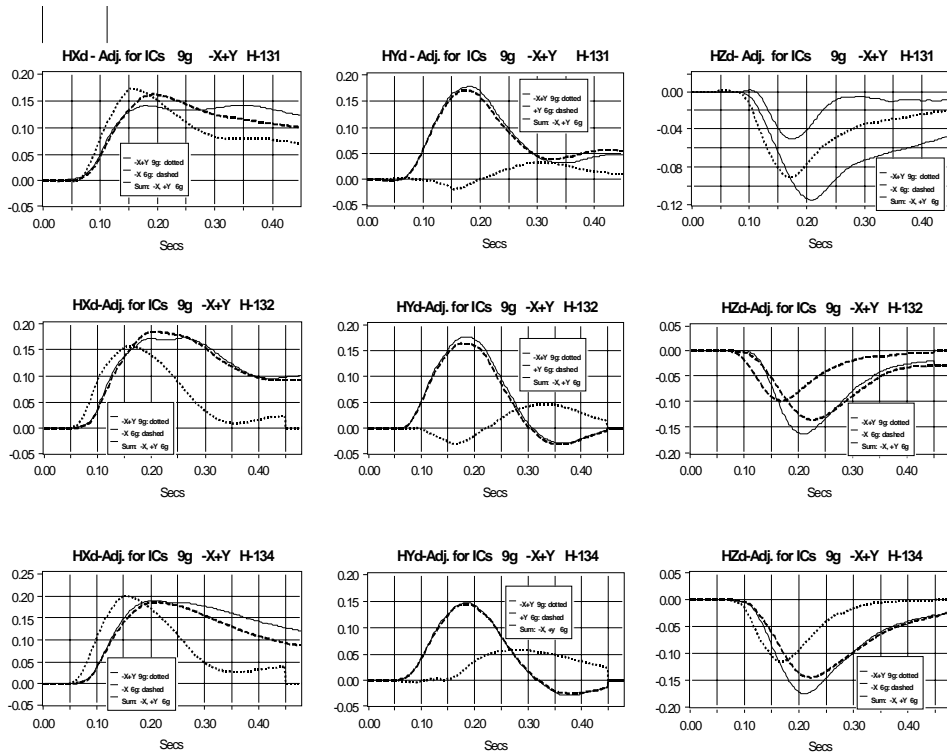 HXd - Adj. for ICs 9g -X+Y H-131
0.20
0.15
0.10
0.05
0.00
-0.05
-X+Y 9g: dotted
-X 6g: dashed
Sum: -X, +Y 6g
0.00 0.10 0.20 0.30 0.40
Secs
HYd - Adj. for ICs 9g -X+Y H-131
0.20
0.15
0.10
0.05
0.00
-0.05
-X+Y 9g: dotted
+Y 6g: dashed
Sum: -X, +Y 6g
0.00 0.10 0.20 0.30 0.40
Secs
HZd- Adj. for ICs 9g -X+Y H-131
0.00
-0.04
-0.08
-0.12
-X+Y 9g: dotted
-X 6g: dashed
Sum: -X, +Y 6g
0.00 0.10 0.20 0.30 0.40
Secs
HXd-Adj. for ICs 9g -X+Y H-132
0.20
0.15
0.10
0.05
0.00
-0.05
-X+Y 9g: dotted
-X 6g: dashed
Sum: -X, +Y 6g
0.00 0.10 0.20 0.30 0.40
Secs
HYd-Adj. for ICs 9g -X+Y H-132
0.20
0.15
0.10
0.05
0.00
-0.05
-X+Y 9g: dotted
+Y 6g: dashed
Sum: -X, +Y 6g
0.00 0.10 0.20 0.30 0.40
Secs
HZd-Adj. for ICs 9g -X+Y H-132
0.05
0.00
-0.05
-0.10
-0.15
-0.20
-X+Y 9g: dotted
-X 6g: dashed
Sum: -X, +Y 6g
0.00 0.10 0.20 0.30 0.40
Secs
HXd-Adj. for ICs 9g -X+Y H-134
0.25
0.20
0.15
0.10
0.05
0.00
-0.05
-X+Y 9g: dotted
-X 6g: dashed
Sum: -X, +Y 6g
0.00 0.10 0.20 0.30 0.40
Secs
HYd-Adj. for ICs 9g -X+Y H-134
0.20
0.15
0.10
0.05
0.00
-0.05
-X+Y 9g: dotted
+Y 6g: dashed
Sum: -X, +y 6g
0.00 0.10 0.20 0.30 0.40
Secs
HZd-Adj. for ICs 9g -X+Y H-134
0.05
0.00
-0.05
-0.10
-0.15
-0.20
-X+Y 9g: dotted
-X 6g: dashed
Sum: -X, +Y 6g
0.00 0.10 0.20 0.30 0.40
Secs